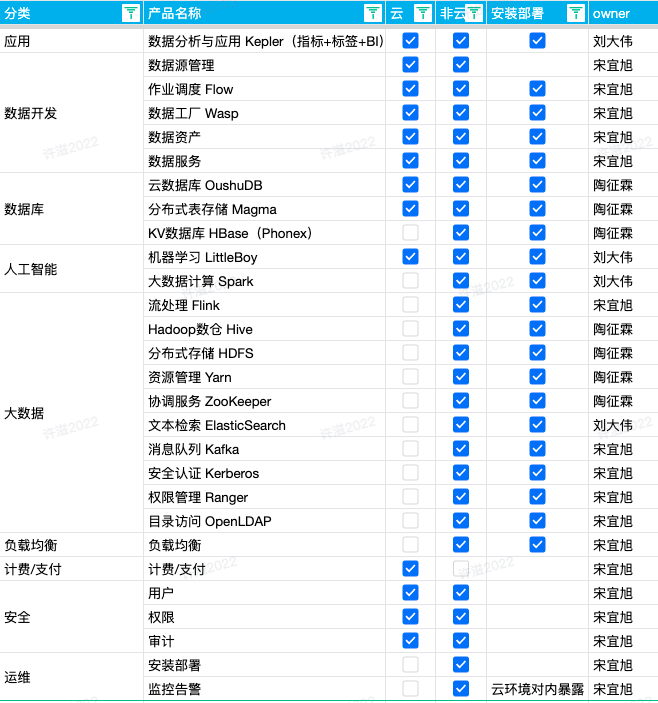 分类 产品名称 云 非云 安装部署 owner
应用 数据分析与应用 Kepler（指标+标签+BI） 刘大伟
数据源管理 宋宜旭
作业调度 Flow 宋宜旭
数据开发 数据工厂 Wasp 宋宜旭
数据资产 宋宜旭
数据服务 宋宜旭
云数据库 OushuDB 陶征霖
数据库 分布式表存储 Magma 陶征霖
KV数据库 HBase（Phonex） 陶征霖
人工智能 机器学习 LittleBoy 刘大伟
大数据计算 Spark 刘大伟
流处理 Flink 宋宜旭
Hadoop数仓 Hive 陶征霖
分布式存储 HDFS 陶征霖
资源管理 Yarn 陶征霖
大数据 协调服务 ZooKeeper 陶征霖
文本检索 ElasticSearch 刘大伟
消息队列 Kafka 宋宜旭
安全认证 Kerberos 宋宜旭
权限管理 Ranger 宋宜旭
目录访问 OpenLDAP 宋宜旭
负载均衡 负载均衡 宋宜旭
计费/支付 计费/支付 宋宜旭
用户 宋宜旭
安全 权限 宋宜旭
审计 宋宜旭
运维 安装部署 宋宜旭
监控告警 云环境对内暴露 宋宜旭
许滋2022